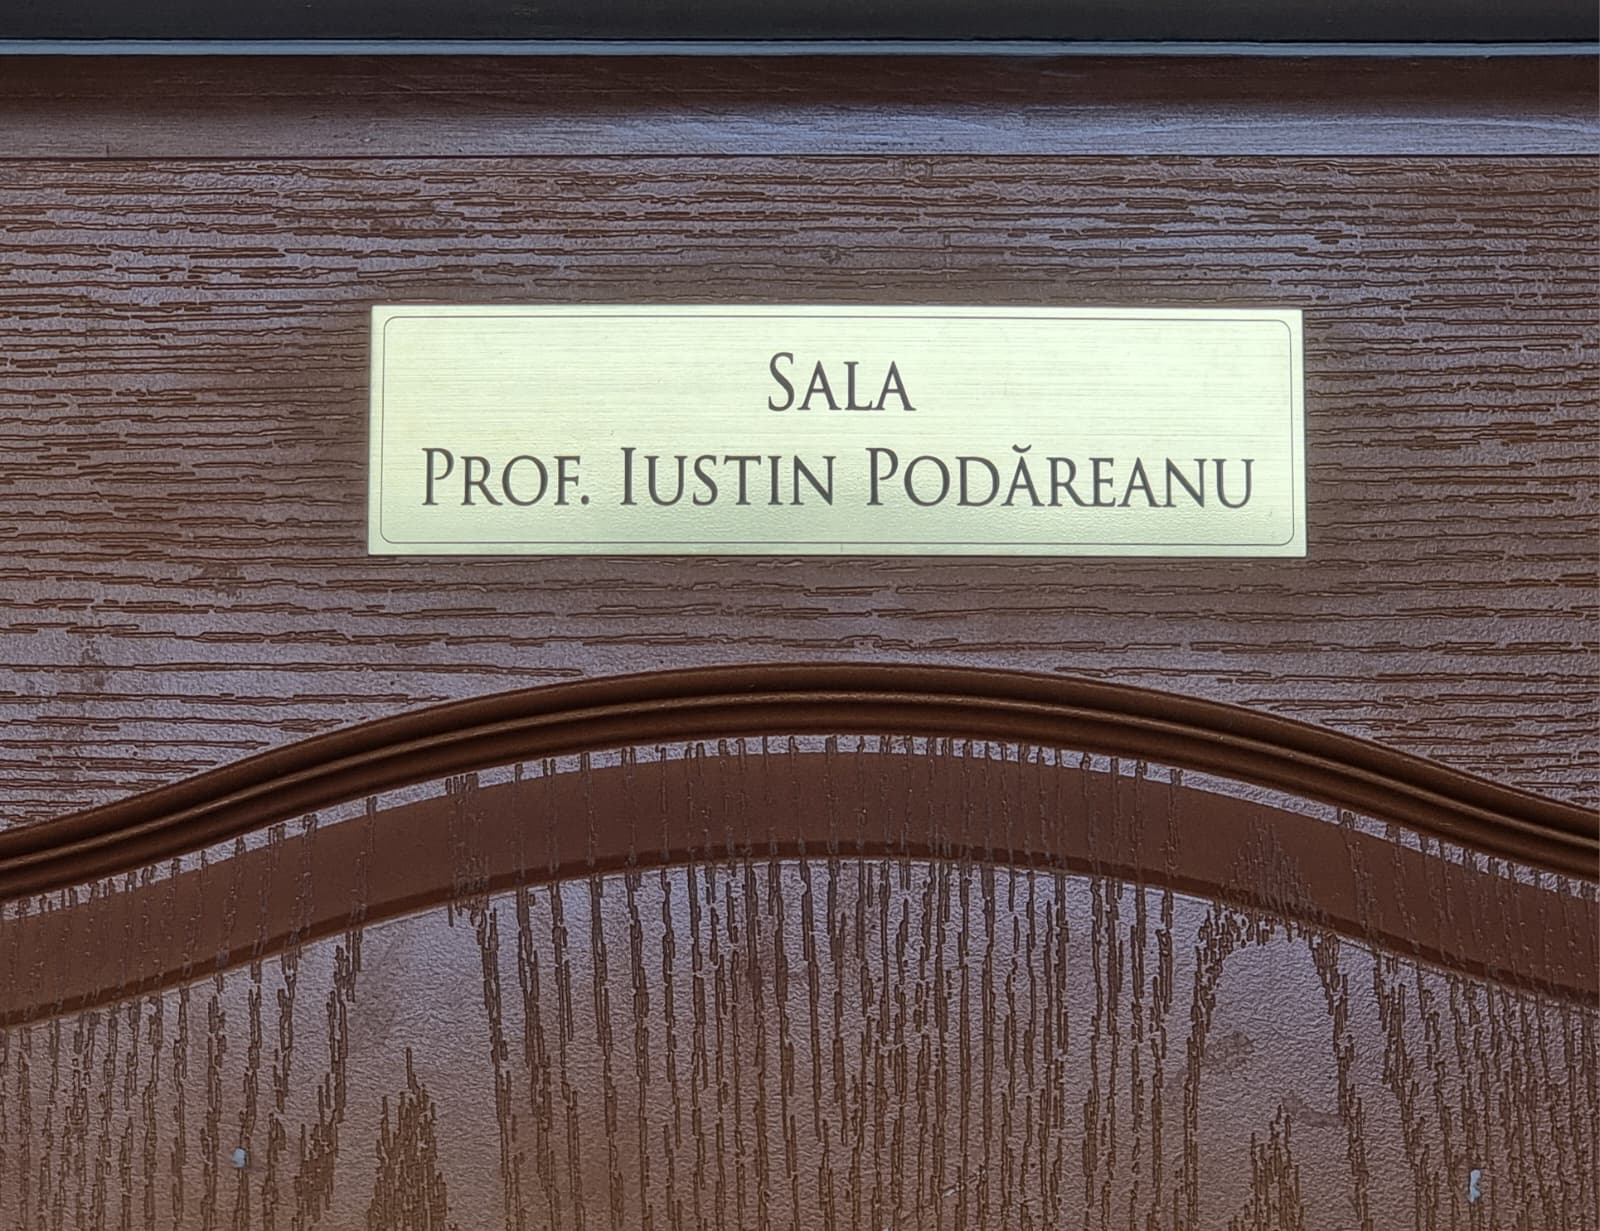 SALA
PROF. IUSTIN PODĂREANU